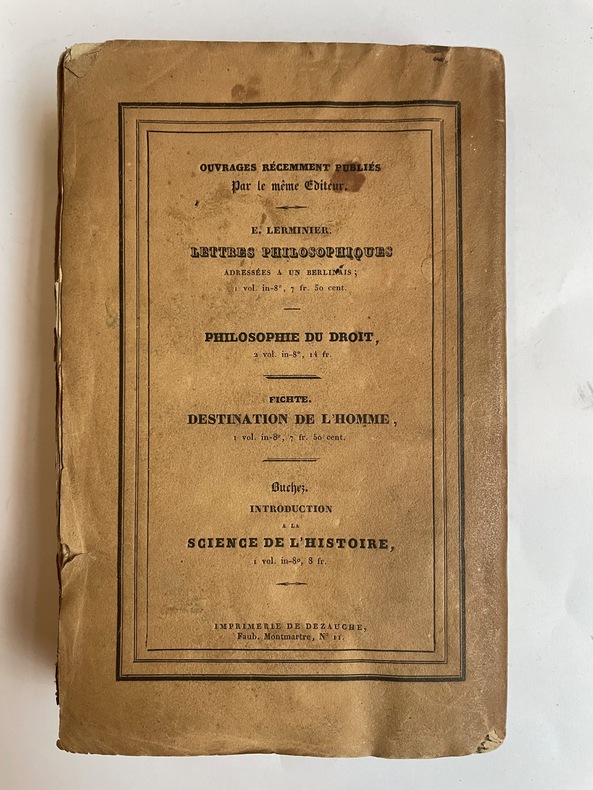 OUVRAGES RÉCEMMENT PUBLIÉS
Par le même Editeur.
E. LERMINIER.
LETTRES PHILOSOPHIQUES
ADRESSÉES A UN BERLINAIS ;
1 vol. in-8°, 7 fr. 50 cent.
PHILOSOPHIE DU DROIT,
2 vol. in-8°, 14 fr.
FICHTE.
DESTINATION DE L'HOMME,
1 vol. in-8°, 7 fr. 50 cent.
Buchez.
INTRODUCTION
A LA
SCIENCE DE L'HISTOIRE,
1 vol. in-8°, 8 fr.
IMPRIMERIE DE DEZAUCHE,
Faub. Montmartre, N° 11.